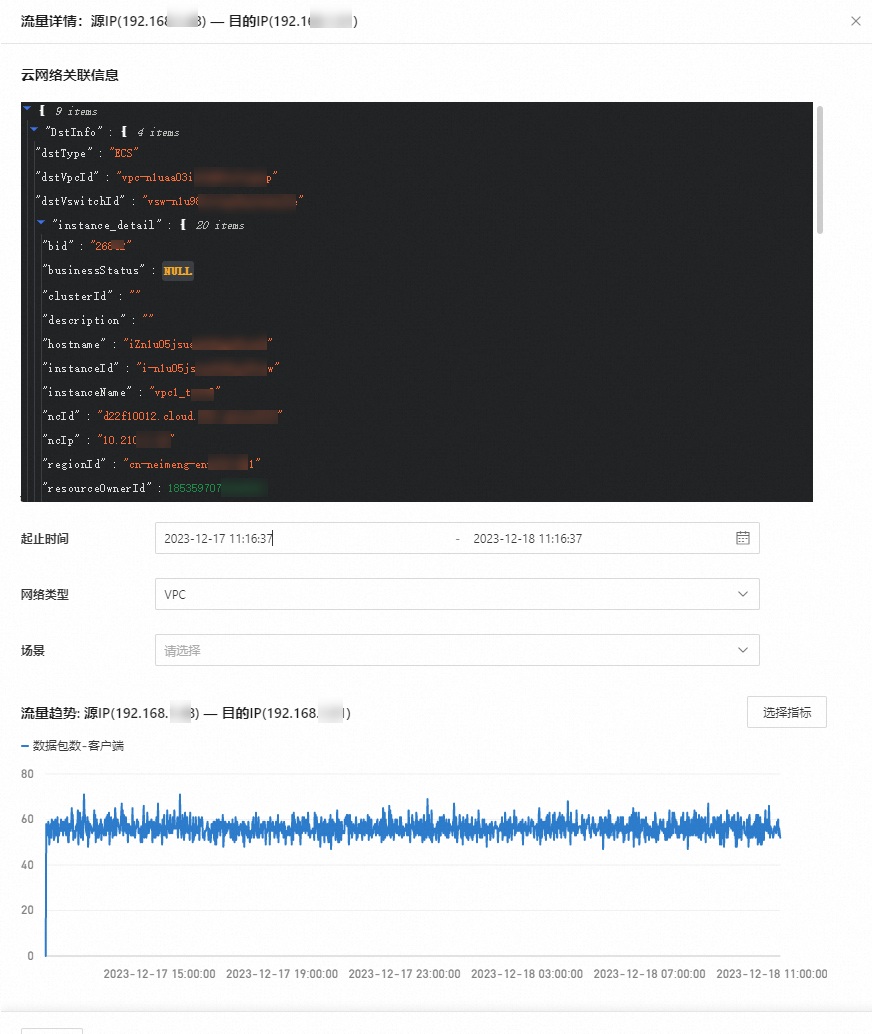 流量详情：源IP(192.168 3) — 目的IP(192.1 )
云网络关联信息
{ 9 items
"DstInfo" : { 4 items
"dstType" : "ECS"
"dstVpcId" : "vpc-n1uaa03i p"
"dstVswitchId" : "vsw-n1u98 "
"instance_detail" : { 20 items
"bid" : "268 "
"businessStatus" : NULL
"clusterId" : ""
"description" : ""
"hostname" : "iZn1u05jsu "
"instanceId" : "i-n1u05js w"
"instanceName" : "vpc1_t "
"ncId" : "d22f10012.cloud. "
"ncIp" : "10.210 "
"regionId" : "cn-neimeng-en 1"
"resourceOwnerId" : 185359707
起止时间 2023-12-17 11:16:37 - 2023-12-18 11:16:37
网络类型 VPC
场景 请选择
流量趋势: 源IP(192.168. 3) — 目的IP(192.168. ) 选择指标
数据包数-客户端
80
60
40
20
0
2023-12-17 15:00:00 2023-12-17 19:00:00 2023-12-17 23:00:00 2023-12-18 03:00:00 2023-12-18 07:00:00 2023-12-18 11:00:00